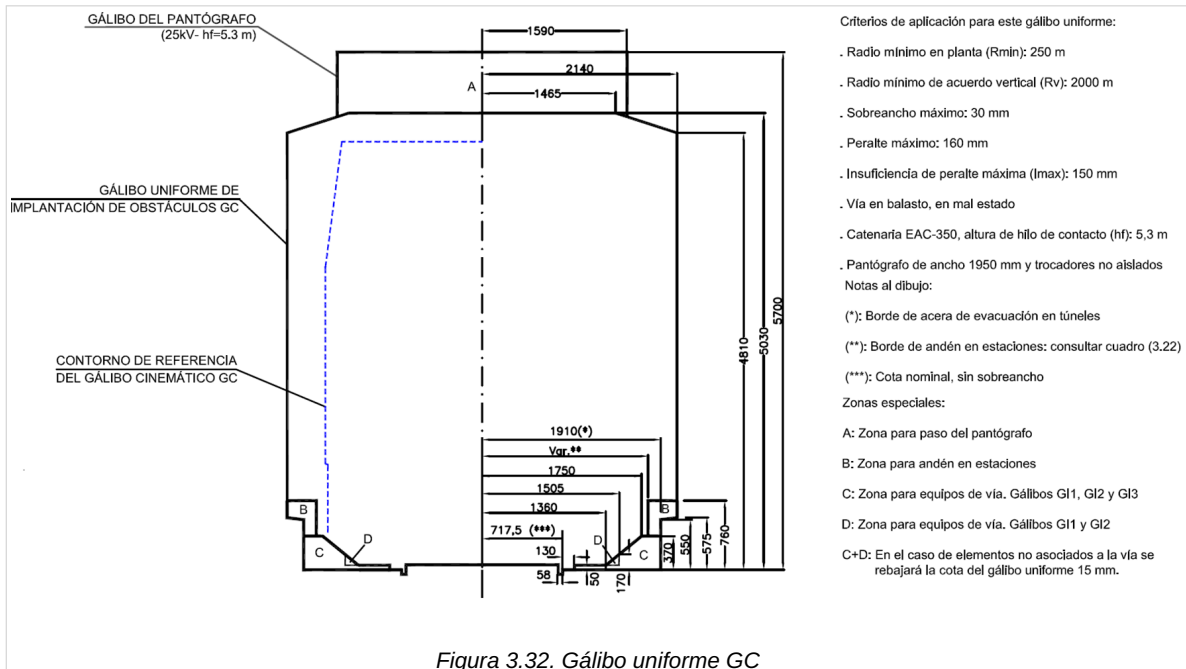 GÁLIBO DEL PANTÓGRAFO
(25kV- hf=5.3 m)
1590
2140
A
1465
GÁLIBO UNIFORME DE
IMPLANTACIÓN DE OBSTÁCULOS GC
CONTORNO DE REFERENCIA
DEL GÁLIBO CINEMÁTICO GC
4810
5030
5700
1910(*)
Var.**
1750
1505
1360
717,5 (***)
130
58
50
170
370
550
575
760
B
C
D
D
C
B
Criterios de aplicación para este gálibo uniforme:
. Radio mínimo en planta (Rmin): 250 m
. Radio mínimo de acuerdo vertical (Rv): 2000 m
. Sobreancho máximo: 30 mm
. Peralte máximo: 160 mm
. Insuficiencia de peralte máxima (Imax): 150 mm
. Vía en balasto, en mal estado
. Catenaria EAC-350, altura de hilo de contacto (hf): 5,3 m
. Pantógrafo de ancho 1950 mm y trocadores no aislados
Notas al dibujo:
(*): Borde de acera de evacuación en túneles
(**): Borde de andén en estaciones: consultar cuadro (3.22)
(***): Cota nominal, sin sobreancho
Zonas especiales:
A: Zona para paso del pantógrafo
B: Zona para andén en estaciones
C: Zona para equipos de vía. Gálibos GI1, GI2 y GI3
D: Zona para equipos de vía. Gálibos GI1 y GI2
C+D: En el caso de elementos no asociados a la vía se
rebajará la cota del gálibo uniforme 15 mm.
Figura 3.32. Gálibo uniforme GC